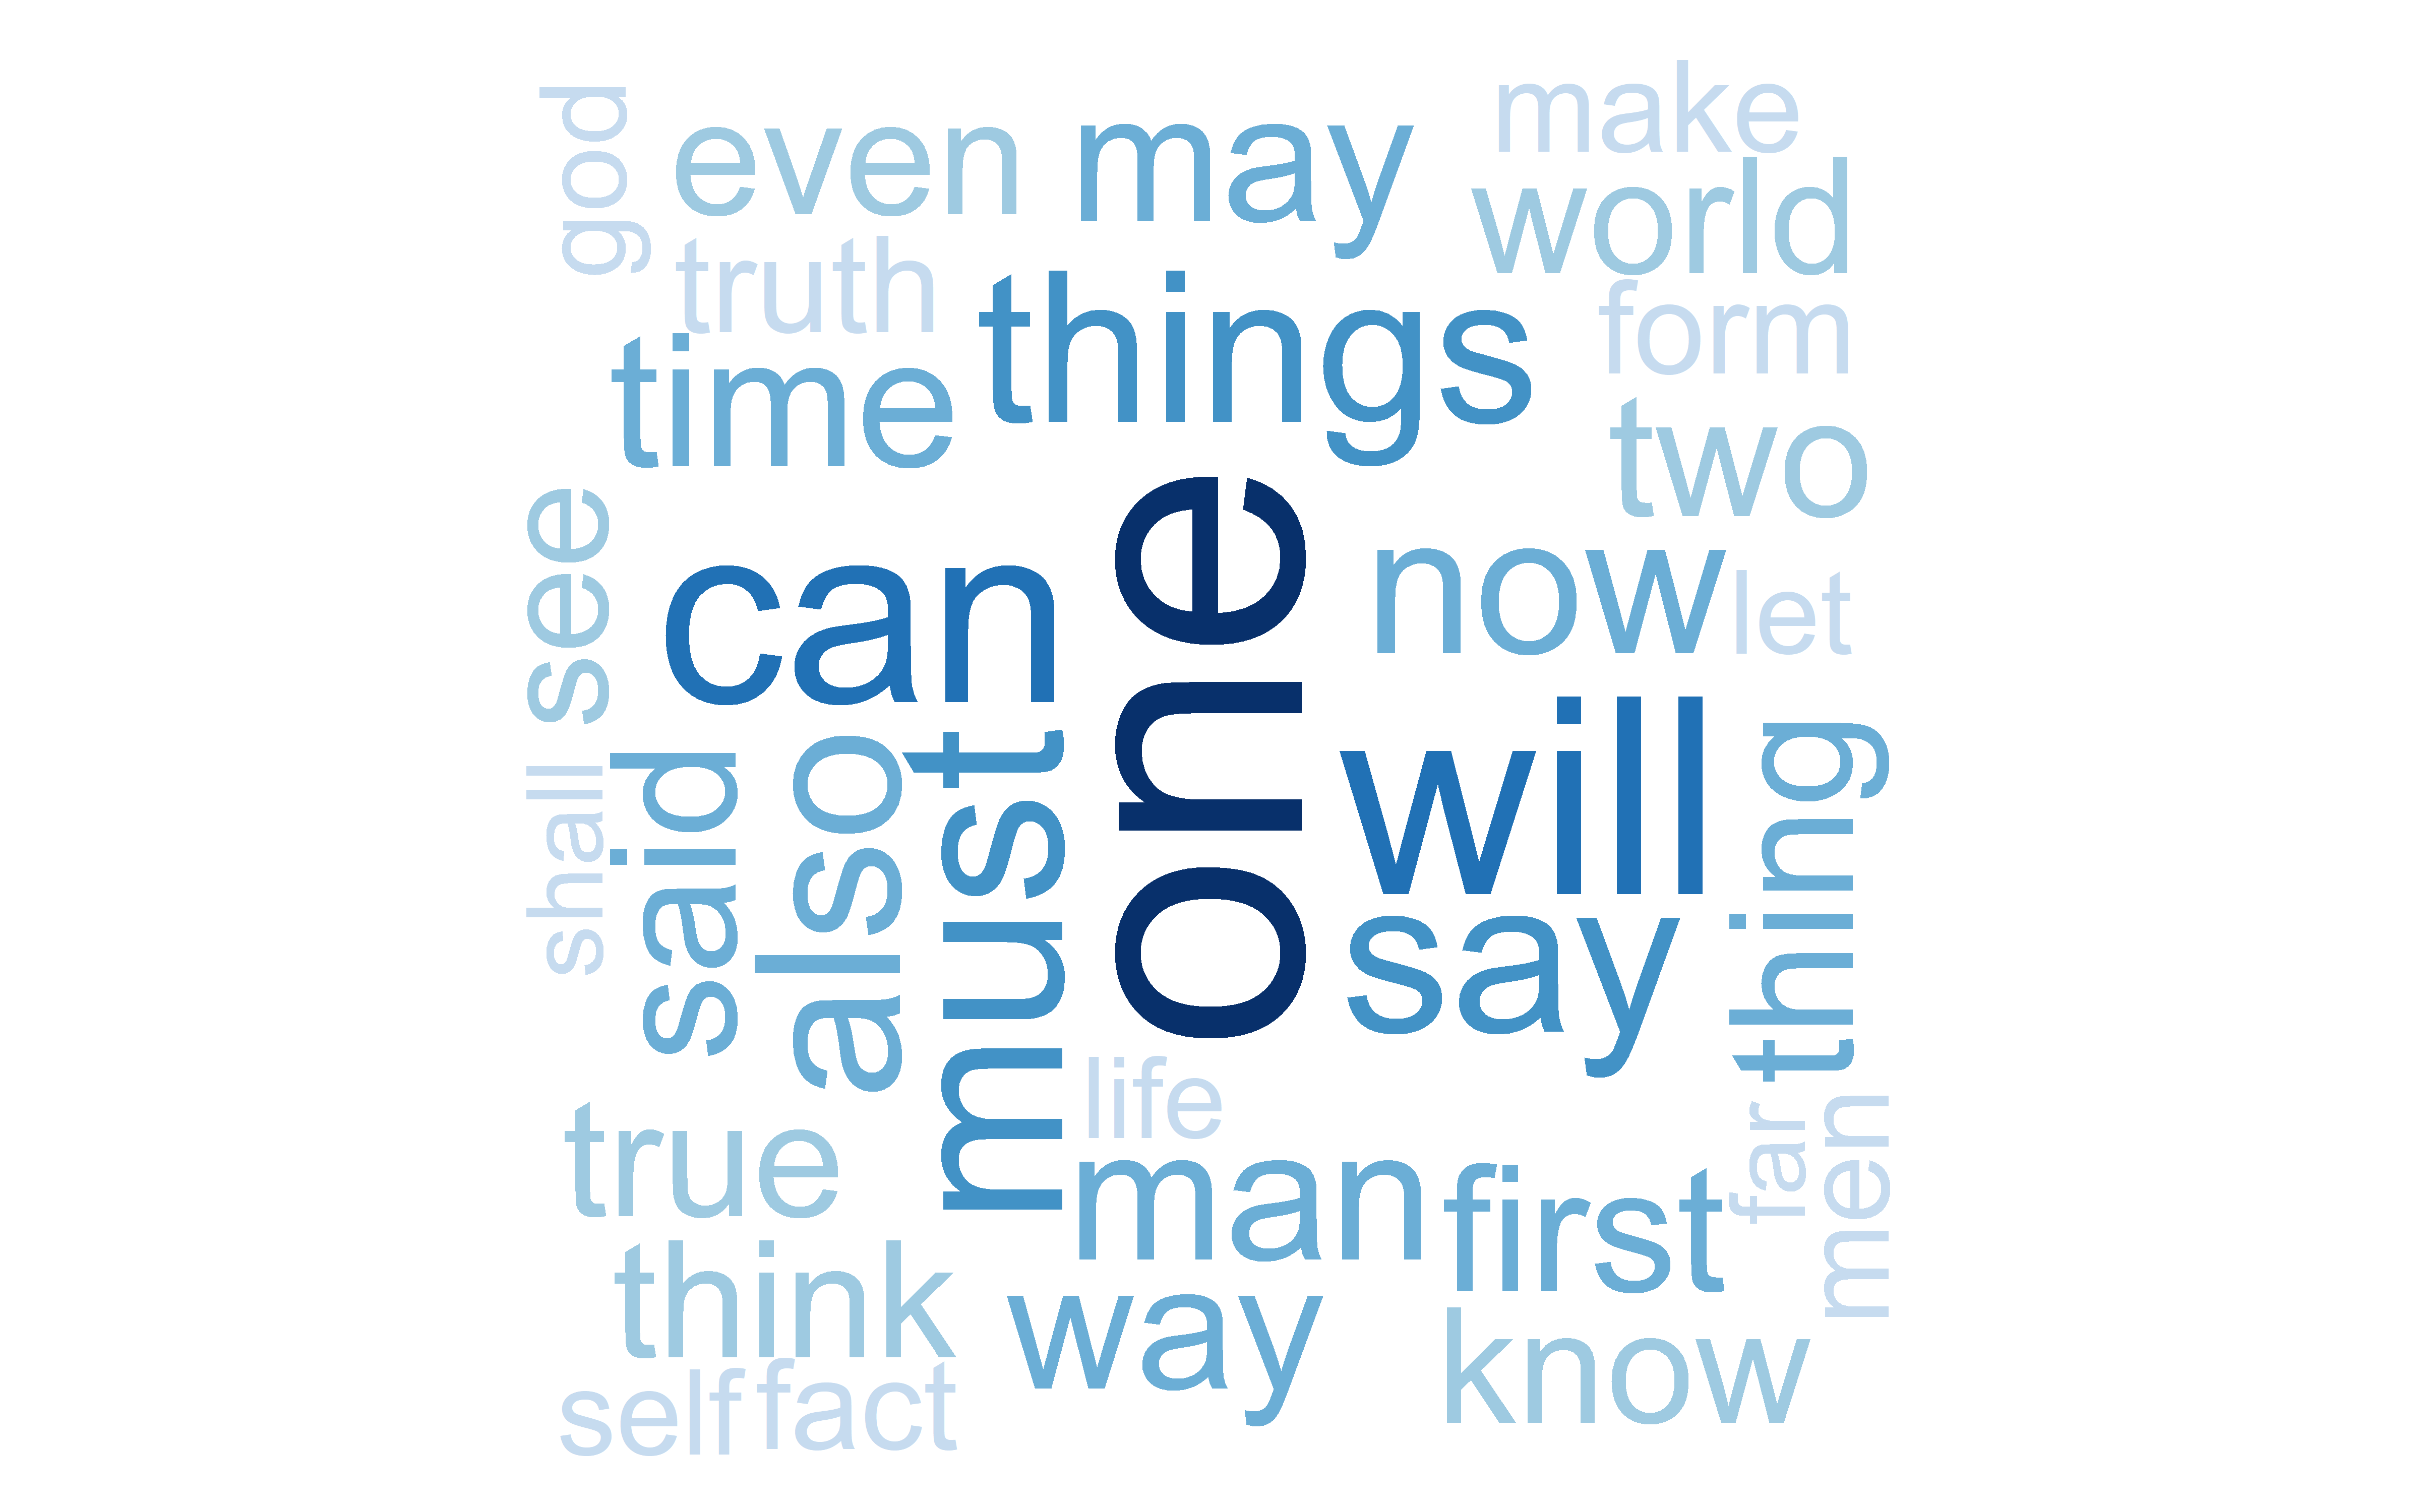 good
even
may
make
world
truth
things
form
time
two
see
can
one
now
let
shall
said
also
must
will
say
thing
life
true
man
first
far
men
think
way
know
self
fact